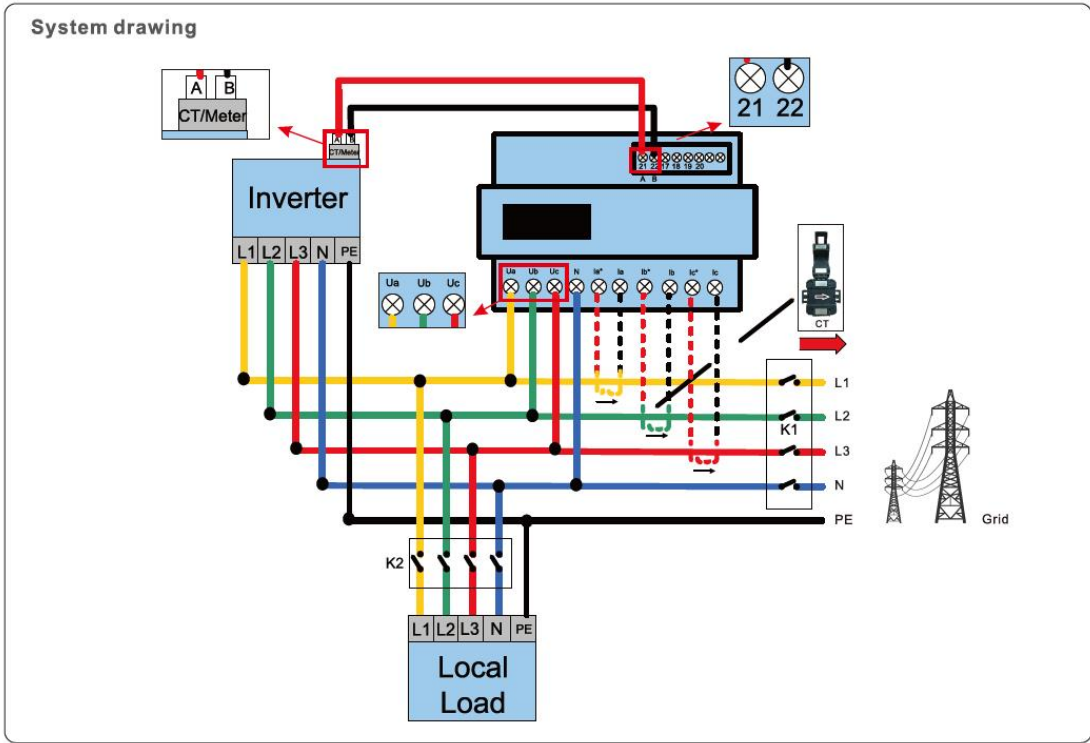 System drawing
A B
CT/Meter
21 22
A B
CT/Meter
21 22 17 18 19 20
A B
Inverter
L1 L2 L3 N PE
Ua Ub Uc
Ua Ub Uc N Ia* Ia Ib* Ib Ic* Ic
CT
L1
L2
K1
L3
N
PE
Grid
K2
L1 L2 L3 N PE
Local
Load